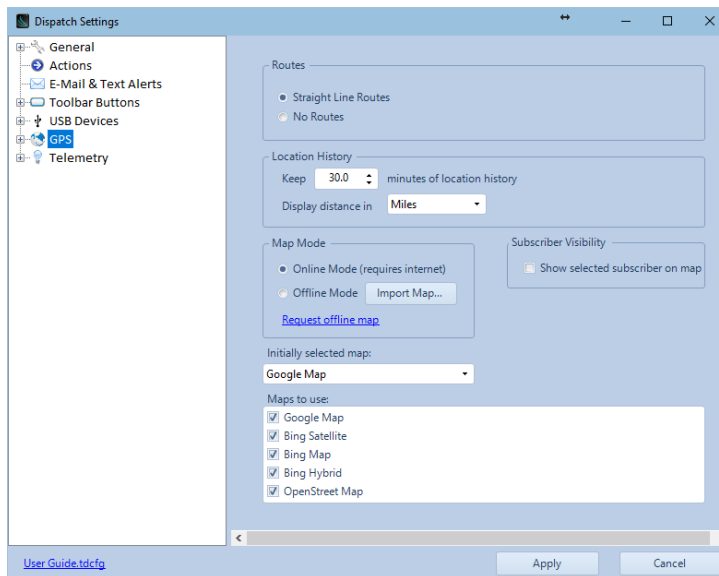 Dispatch Settings
General
Actions
E-Mail & Text Alerts
Toolbar Buttons
USB Devices
GPS
Telemetry
Routes
Straight Line Routes
No Routes
Location History
Keep 30.0 minutes of location history
Display distance in Miles
Map Mode
Online Mode (requires internet)
Offline Mode Import Map...
Request offline map
Subscriber Visibility
Show selected subscriber on map
Initially selected map:
Google Map
Maps to use:
Google Map
Bing Satellite
Bing Map
Bing Hybrid
OpenStreet Map
User Guide.tdcfg
Apply Cancel